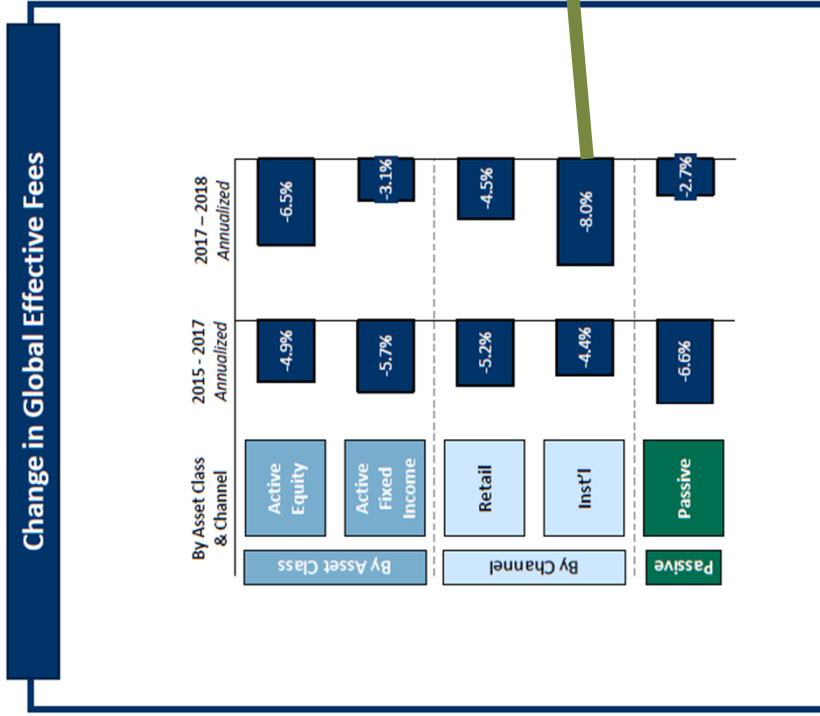 Change in Global Effective Fees
By Asset Class
& Channel
2015 - 2017
Annualized
2017 – 2018
Annualized
By Asset Class
Active
Equity
-4.9%
-6.5%
Active
Fixed
Income
-5.7%
-3.1%
By Channel
Retail
-5.2%
-4.5%
Inst'l
-4.4%
-8.0%
Passive
Passive
-6.6%
-2.7%